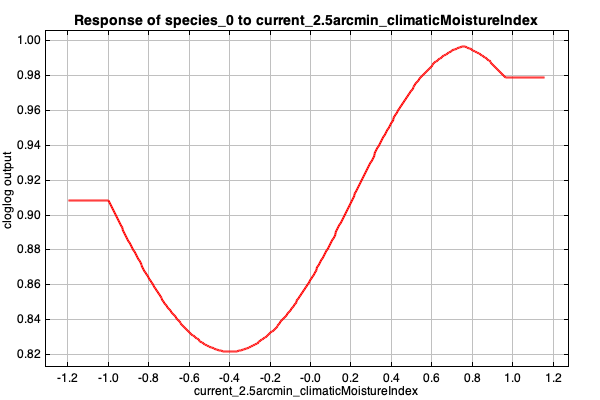 Response of species_0 to current_2.5arcmin_climaticMoistureIndex
1.00
0.98
0.96
0.94
0.92
0.90
0.88
0.86
0.84
0.82
cloglog output
-1.2 -1.0 -0.8 -0.6 -0.4 -0.2 -0.0 0.2 0.4 0.6 0.8 1.0 1.2
current_2.5arcmin_climaticMoistureIndex